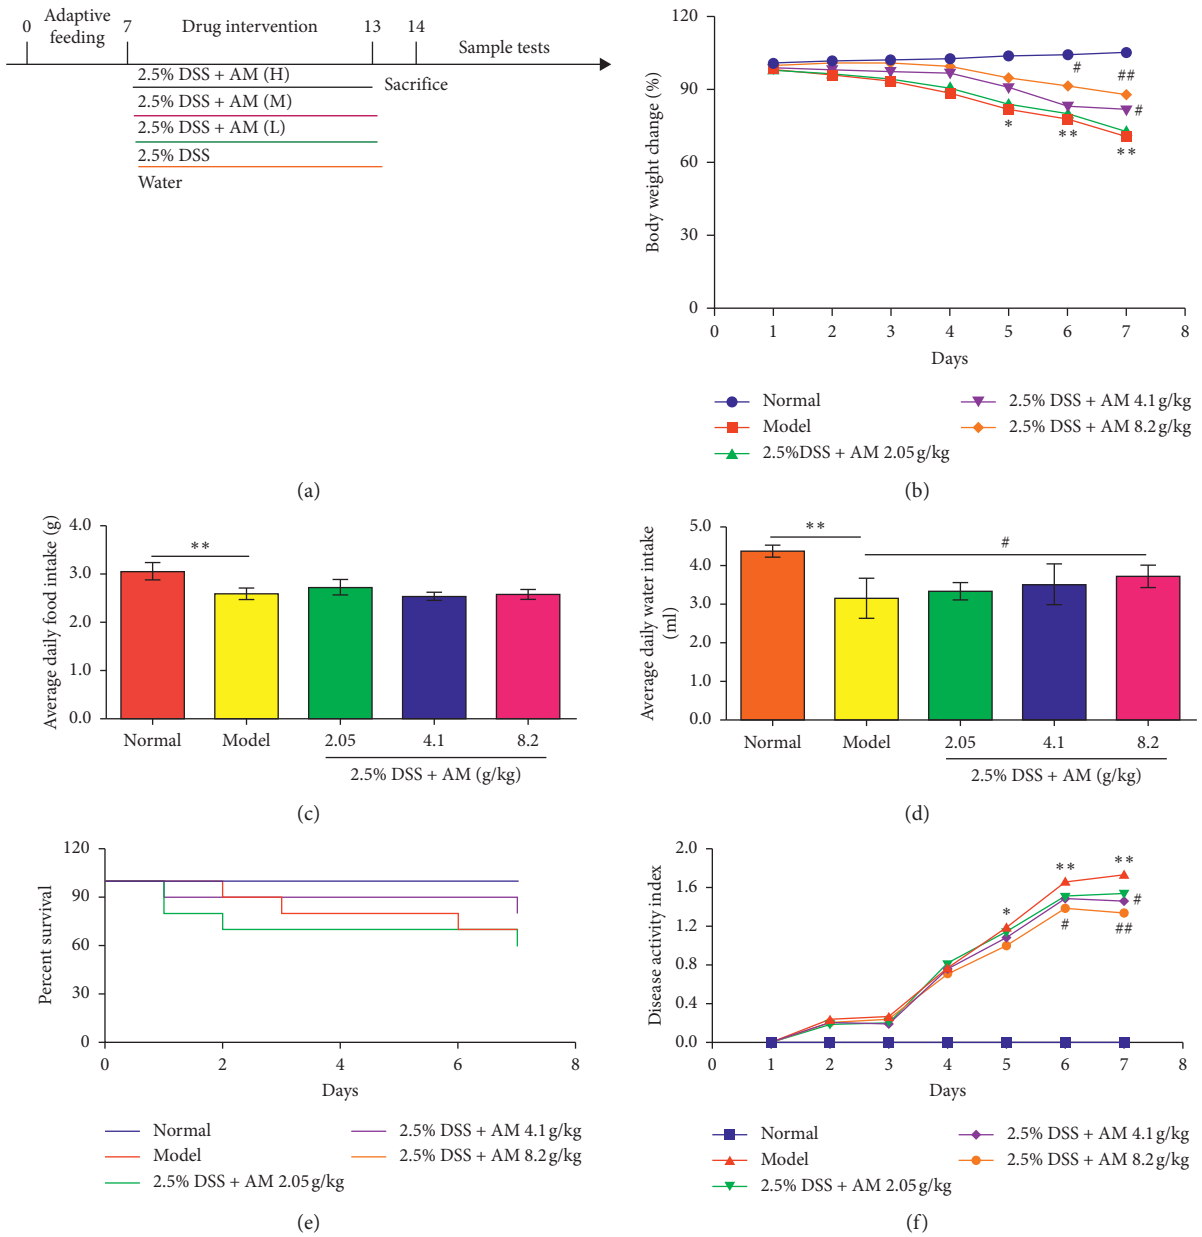 0 Adaptive feeding 7 Drug intervention 13 14
Sample tests
2.5% DSS + AM (H)
Sacrifice
2.5% DSS + AM (M)
2.5% DSS + AM (L)
2.5% DSS
Water
(a)
Body weight change (%)
120
90
60
30
0
0 1 2 3 4 5 6 7 8
Days
# ## #
* ** **
Normal
Model
2.5%DSS + AM 2.05 g/kg
2.5% DSS + AM 4.1 g/kg
2.5% DSS + AM 8.2 g/kg
(b)
Average daily food intake (g)
4.0
3.0
2.0
1.0
0.0
**
Normal Model 2.05 4.1 8.2
2.5% DSS + AM (g/kg)
(c)
Average daily water intake
(ml)
5.0
4.0
3.0
2.0
1.0
0.0
** #
Normal Model 2.05 4.1 8.2
2.5% DSS + AM (g/kg)
(d)
Percent survival
120
90
60
30
0
0 2 4 6 8
Days
Normal
Model
2.5% DSS + AM 2.05 g/kg
2.5% DSS + AM 4.1 g/kg
2.5% DSS + AM 8.2 g/kg
(e)
Disease activity index
2.0
1.6
1.2
0.8
0.4
0.0
0 1 2 3 4 5 6 7 8
Days
* ** **
# ## #
Normal
Model
2.5% DSS + AM 2.05 g/kg
2.5% DSS + AM 4.1 g/kg
2.5% DSS + AM 8.2 g/kg
(f)